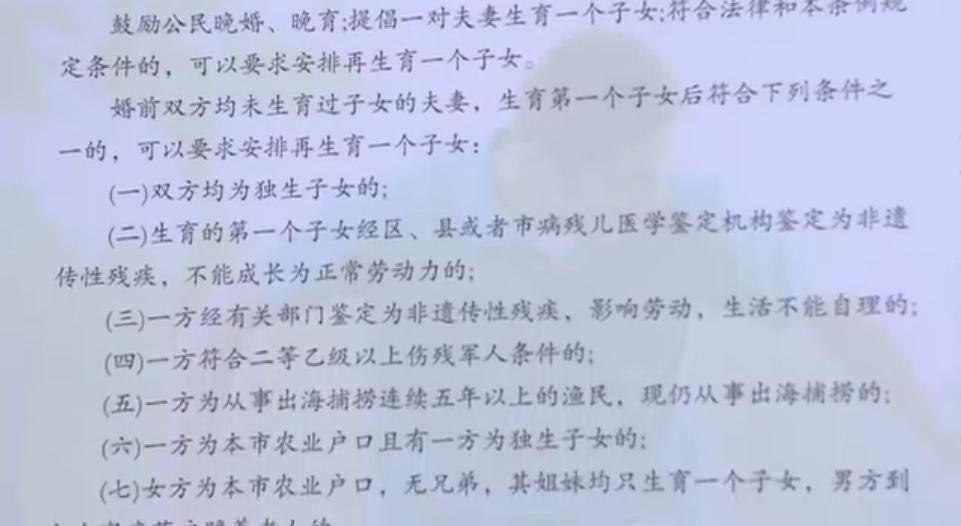 鼓励公民晚婚、晚育;提倡一对夫妻生育一个子女;符合法律和本条例规
定条件的，可以要求安排再生育一个子女。
婚前双方均未生育过子女的夫妻，生育第一个子女后符合下列条件之
一的，可以要求安排再生育一个子女：
(一)双方均为独生子女的;
(二)生育的第一个子女经区、县或者市病残儿医学鉴定机构鉴定为非遗
传性残疾，不能成长为正常劳动力的;
(三)一方经有关部门鉴定为非遗传性残疾，影响劳动，生活不能自理的;
(四)一方符合二等乙级以上伤残军人条件的;
(五)一方为从事出海捕捞连续五年以上的渔民，现仍从事出海捕捞的;
(六)一方为本市农业户口且有一方为独生子女的;
(七)女方为本市农业户口，无兄弟，其姐妹均只生育一个子女，男方到